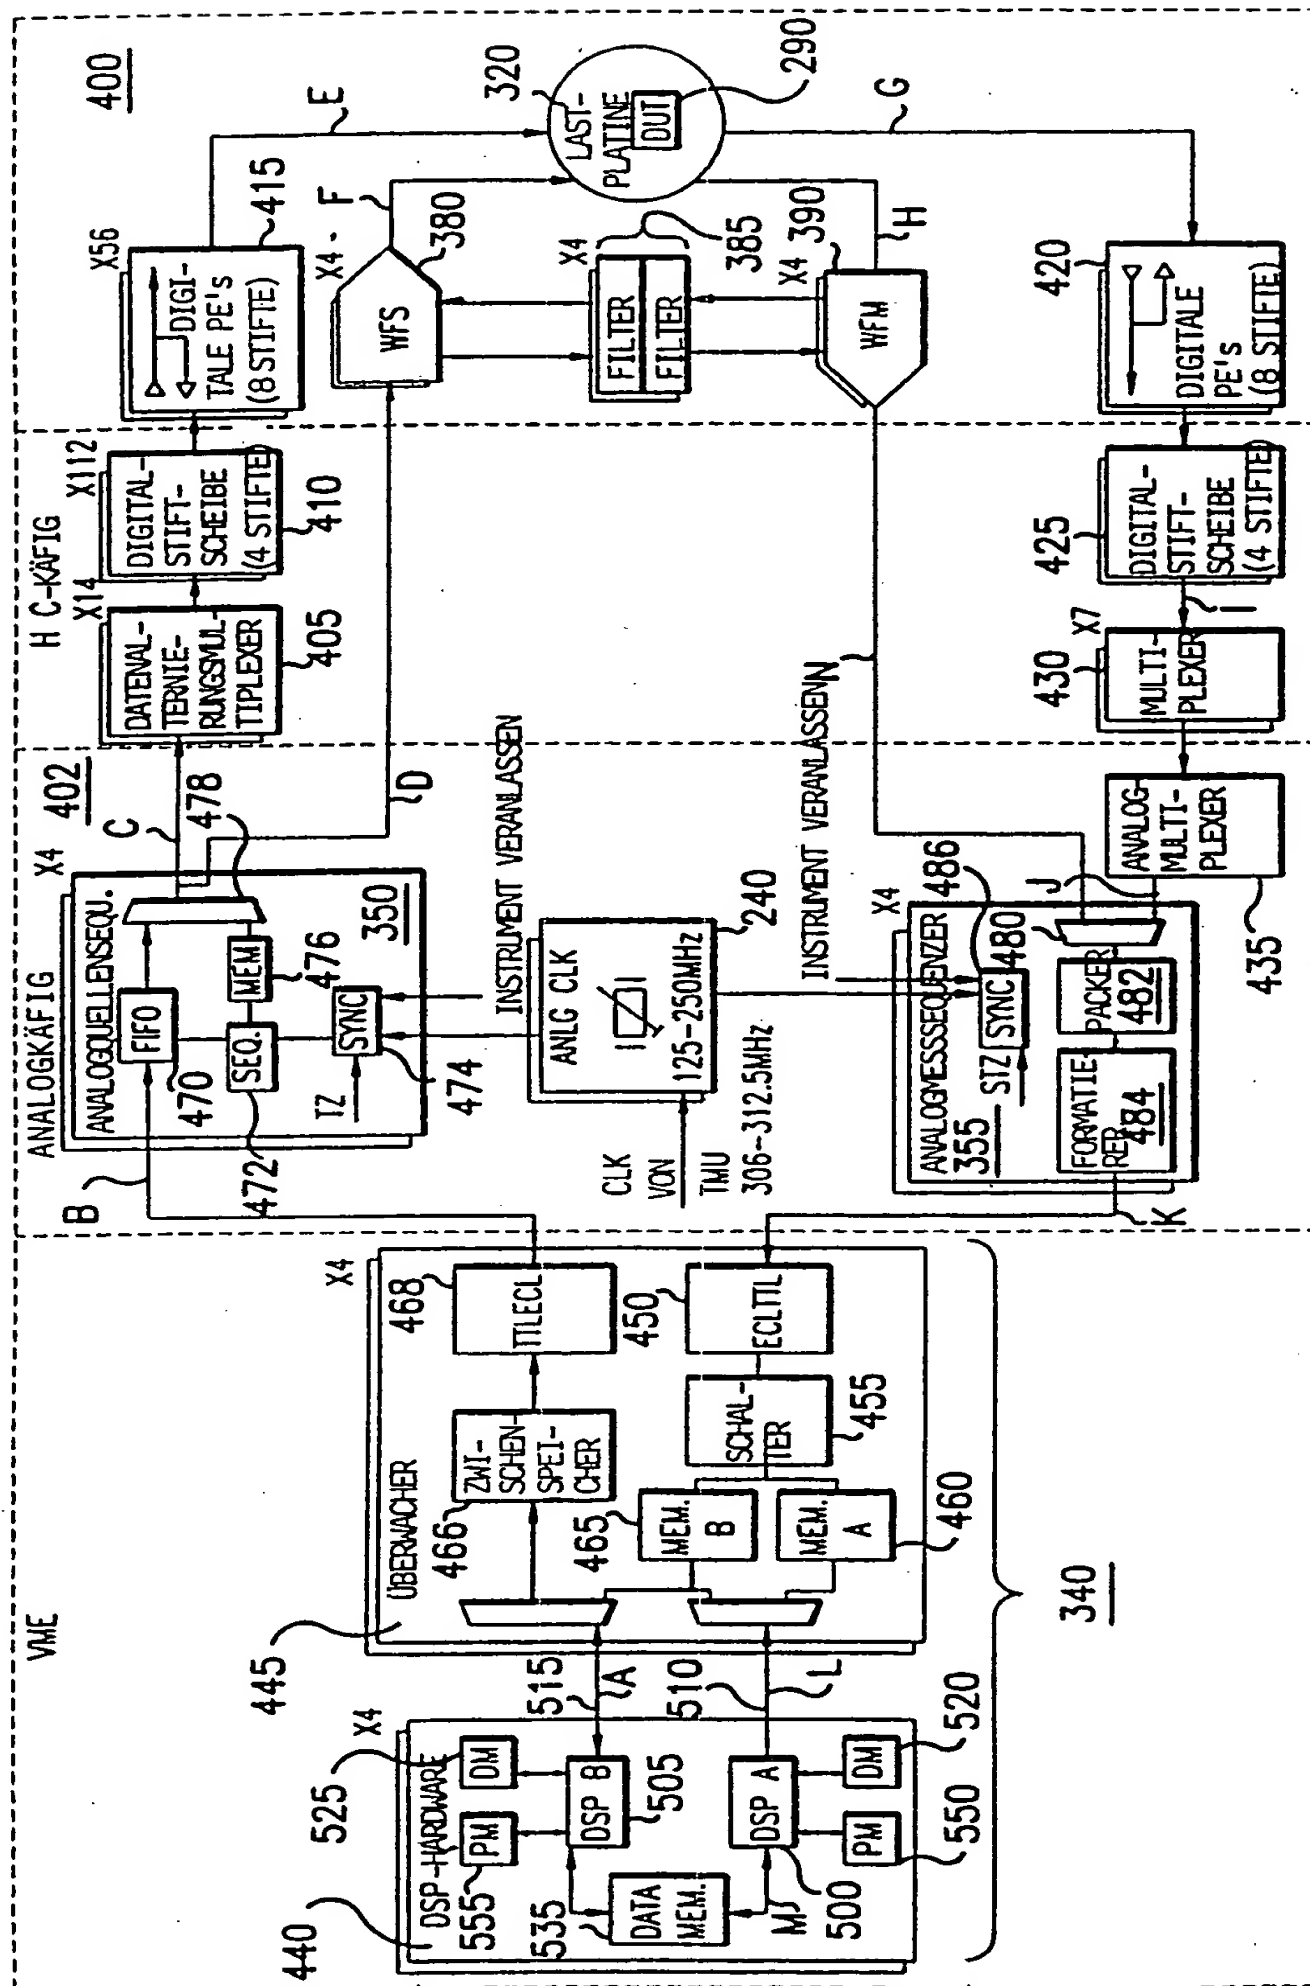 VME
440
DSP-HARDWARE
X4
525
DM
PM
555
DSP B
505
535
DATA
MEM.
M
DSP A
500
PM
550
DM
520
515
A
510
L
445
ÜBERWACHER
X4
466
ZWI-
SCHEN-
SPEI-
CHER
468
TTLECL
465
MEM.
B
MEM.
A
460
SCHAL-
TER
455
450
ECLTTL
340
ANALOGKÄFIG
402
B
X4
ANALOGQUELLENSEQU.
FIFO
470
SEQ.
472
MEM
476
478
350
TZ
SYNC
474
C
D
INSTRUMENT VERANLASSEN
CLK
VON
TMU
306-312.5MHz
ANLG CLK
125-250MHz
240
INSTRUMENT VERANLASSEN
N
X4
ANALOGMESSSEQUENZER
355
STZ
SYNC
486
480
PACKER
482
FORMATIE-
RER
484
K
J
ANALOG-
MULTI-
PLEXER
435
H C-KÄFIG
X14
DATENAL-
TERNIE-
RUNGSMUL-
TIPLEXER
405
X112
DIGITAL-
STIFT-
SCHEIBE
(4 STIFTE)
410
430
X7
MULTI-
PLEXER
I
425
DIGITAL-
STIFT-
SCHEIBE
(4 STIFTE)
400
X56
DIGI-
TALE PE's
(8 STIFTE)
415
E
X4
F
WFS
380
X4
FILTER
FILTER
385
X4
390
WFM
H
320
LAST-
PLATINE
DUT
290
G
420
DIGITALE
PE's
(8 STIFTE)